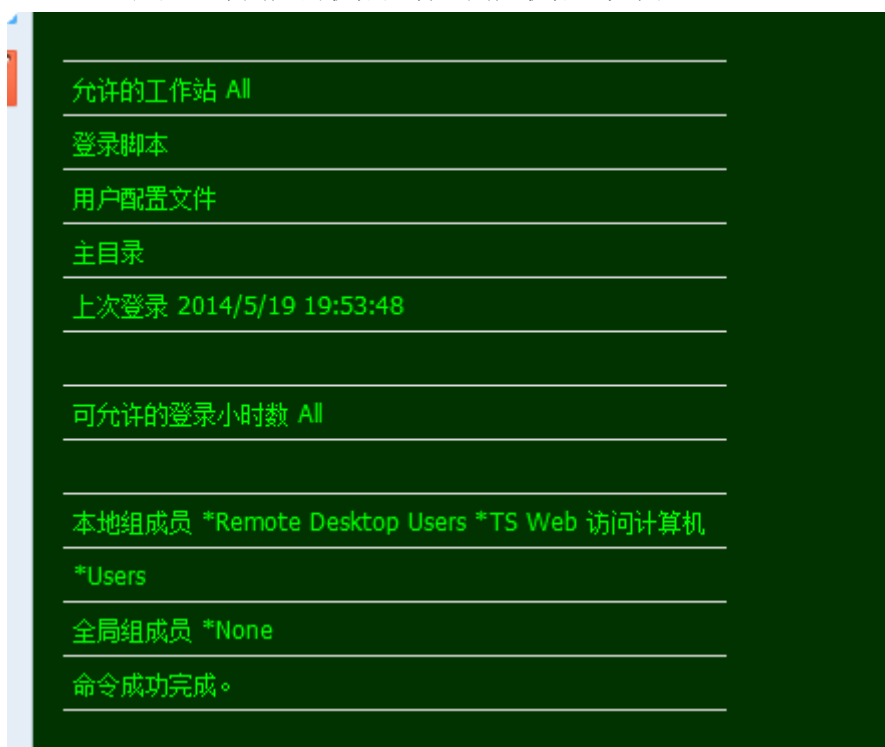 允许的工作站 All
登录脚本
用户配置文件
主目录
上次登录 2014/5/19 19:53:48
可允许的登录小时数 All
本地组成员 *Remote Desktop Users *TS Web 访问计算机
*Users
全局组成员 *None
命令成功完成。